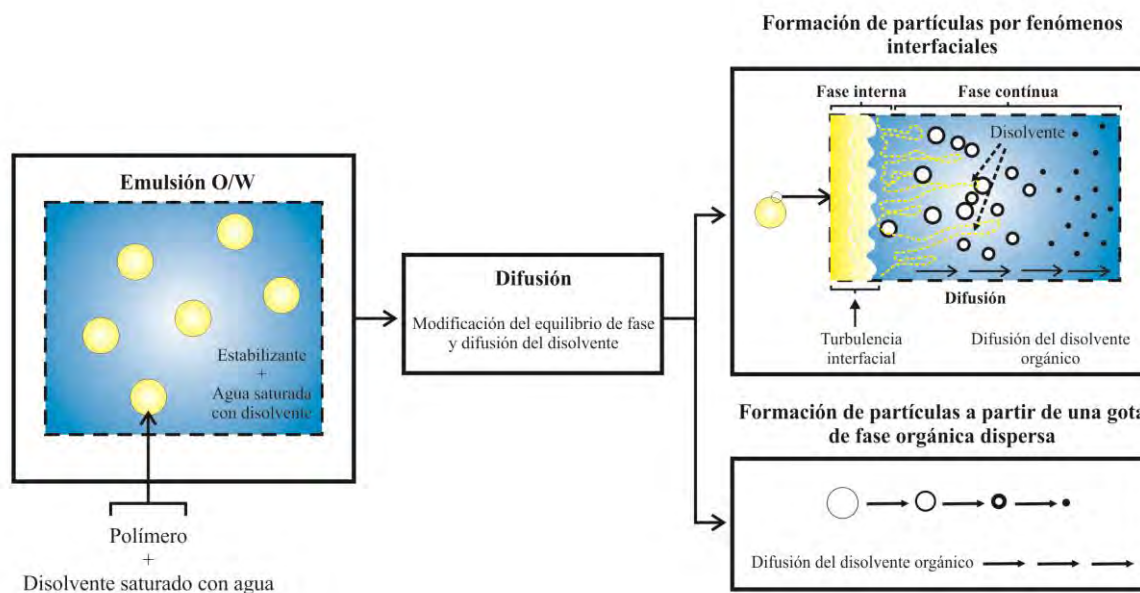 Emulsión O/W
Estabilizante
+
Agua saturada
con disolvente
Polímero
+
Disolvente saturado con agua
Difusión
Modificación del equilibrio de fase
y difusión del disolvente
Formación de partículas por fenómenos
interfaciales
Fase interna
Fase contínua
Disolvente
Difusión
Turbulencia
interfacial
Difusión del disolvente
orgánico
Formación de partículas a partir de una gota
de fase orgánica dispersa
Difusión del disolvente orgánico